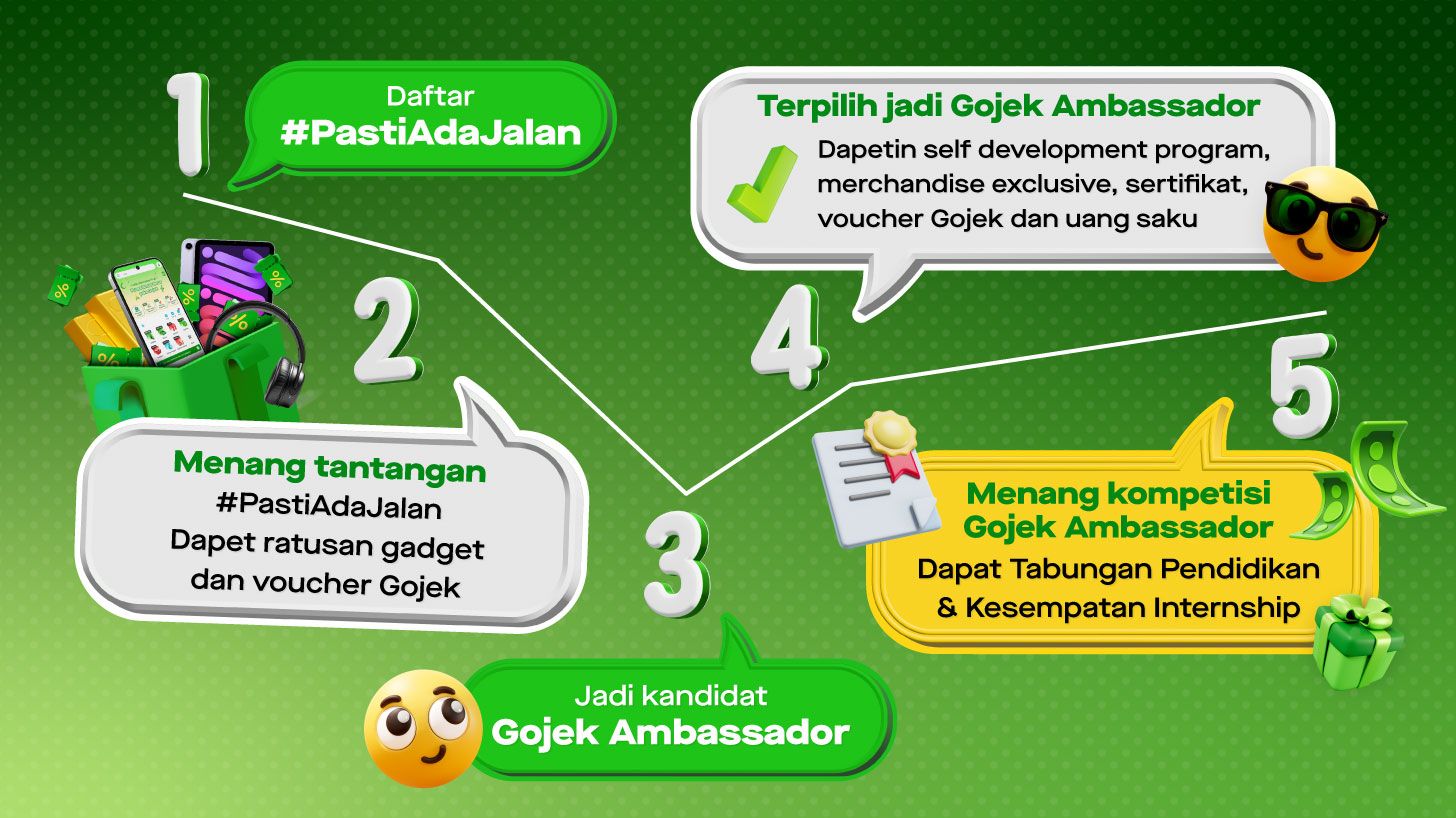 1
Daftar
#PastiAdaJalan
2
Menang tantangan
#PastiAdaJalan
Dapet ratusan gadget
dan voucher Gojek
3
Jadi kandidat
Gojek Ambassador
4
Terpilih jadi Gojek Ambassador
Dapetin self development program,
merchandise exclusive, sertifikat,
voucher Gojek dan uang saku
5
Menang kompetisi
Gojek Ambassador
Dapat Tabungan Pendidikan
& Kesempatan Internship